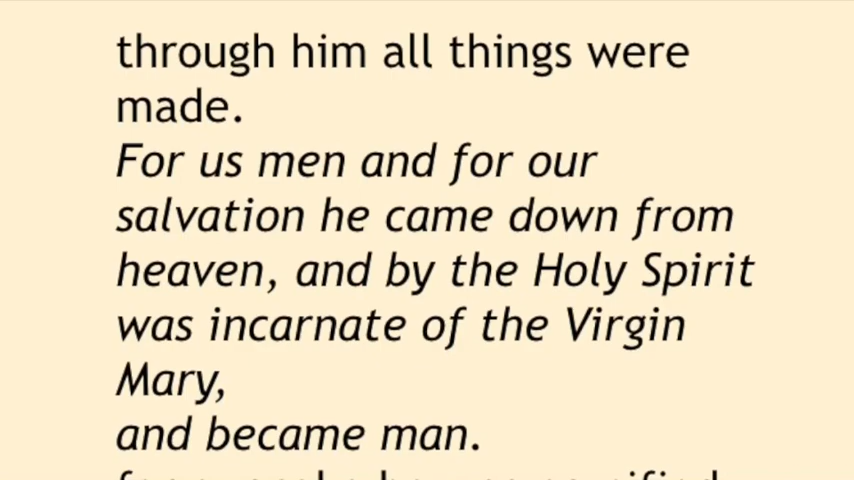 through him all things were
made.
For us men and for our
salvation he came down from
heaven, and by the Holy Spirit
was incarnate of the Virgin
Mary,
and became man.